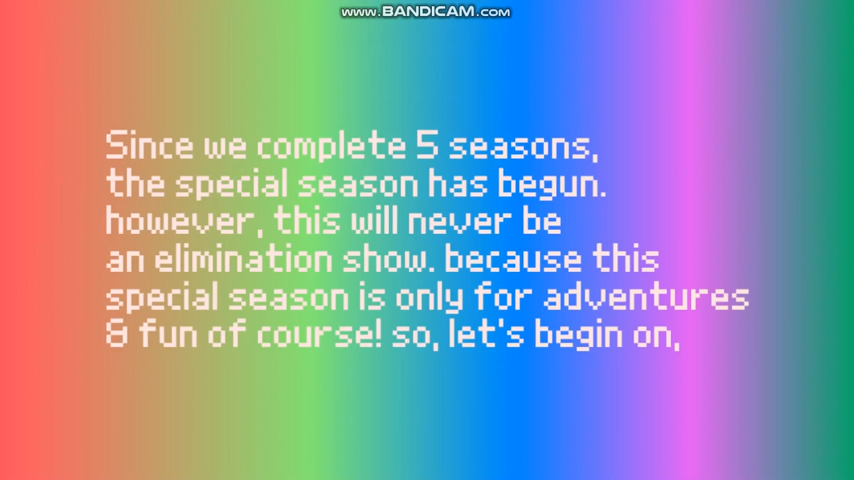 www.BANDICAM.com
Since we complete 5 seasons,
the special season has begun.
however, this will never be
an elimination show. because this
special season is only for adventures
& fun of course! so, let's begin on,